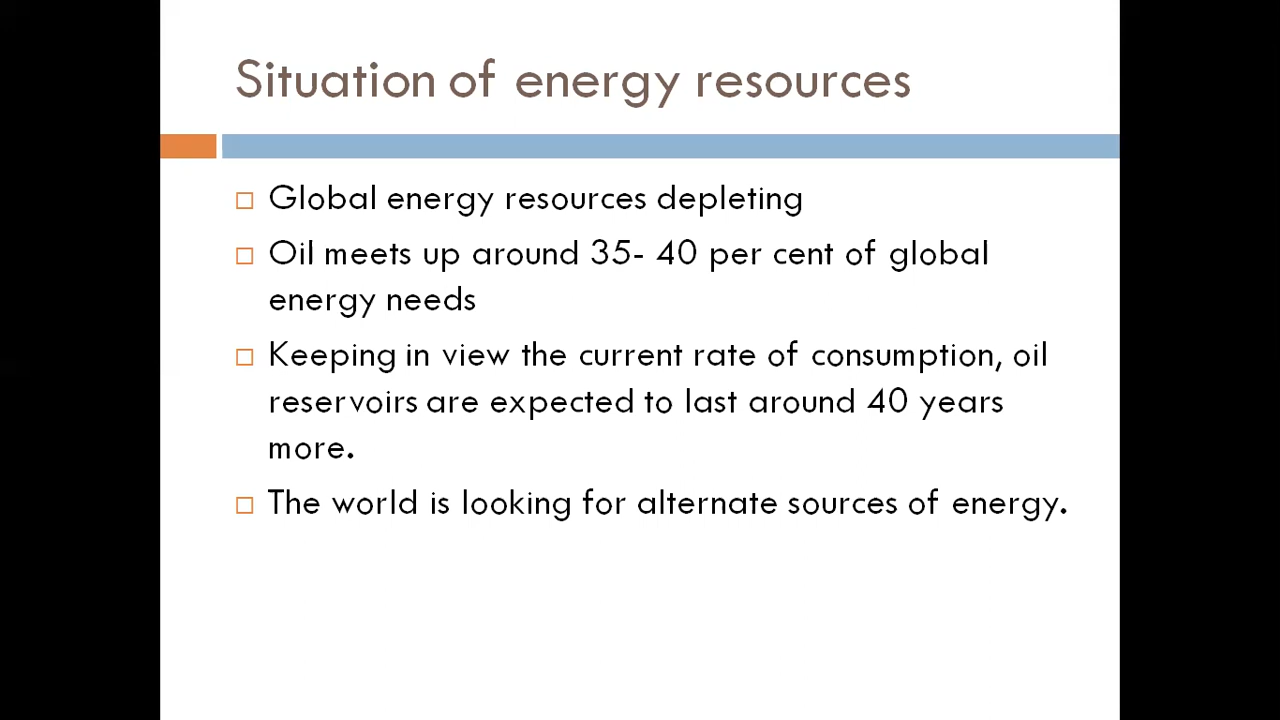 Situation of energy resources
Global energy resources depleting
Oil meets up around 35- 40 per cent of global
energy needs
Keeping in view the current rate of consumption, oil
reservoirs are expected to last around 40 years
more.
The world is looking for alternate sources of energy.